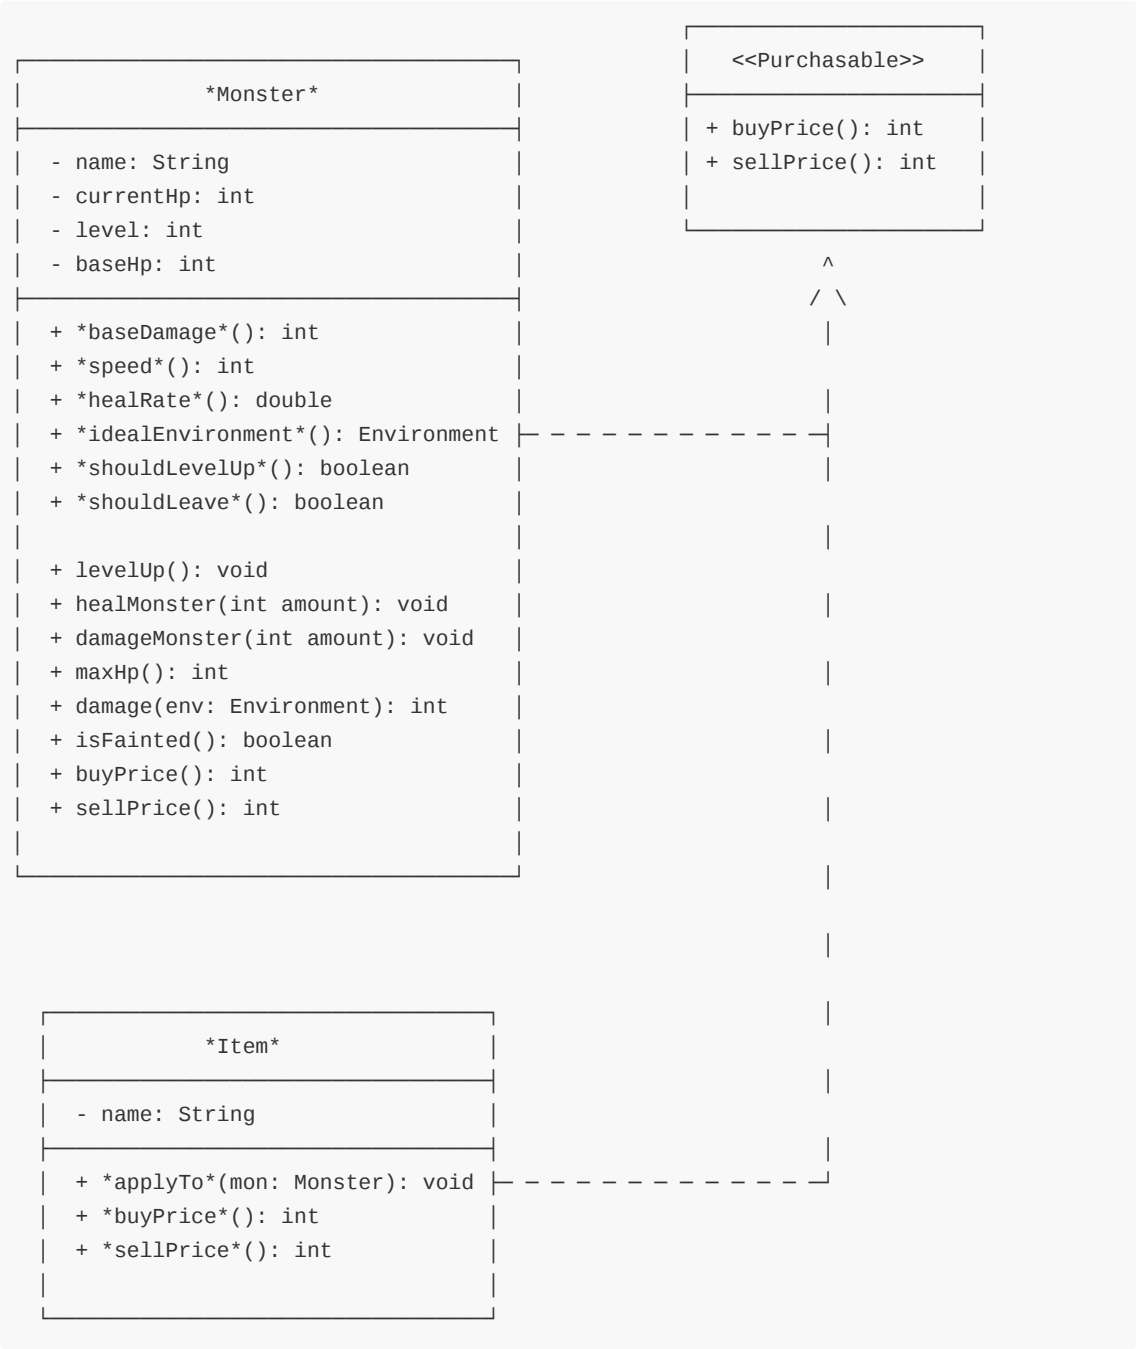 <<Purchasable>>
+ buyPrice(): int
+ sellPrice(): int
*Monster*
- name: String
- currentHp: int
- level: int
- baseHp: int
+ *baseDamage*(): int
+ *speed*(): int
+ *healRate*(): double
+ *idealEnvironment*(): Environment
+ *shouldLevelUp*(): boolean
+ *shouldLeave*(): boolean
+ levelUp(): void
+ healMonster(int amount): void
+ damageMonster(int amount): void
+ maxHp(): int
+ damage(env: Environment): int
+ isFainted(): boolean
+ buyPrice(): int
+ sellPrice(): int
*Item*
- name: String
+ *applyTo*(mon: Monster): void
+ *buyPrice*(): int
+ *sellPrice*(): int